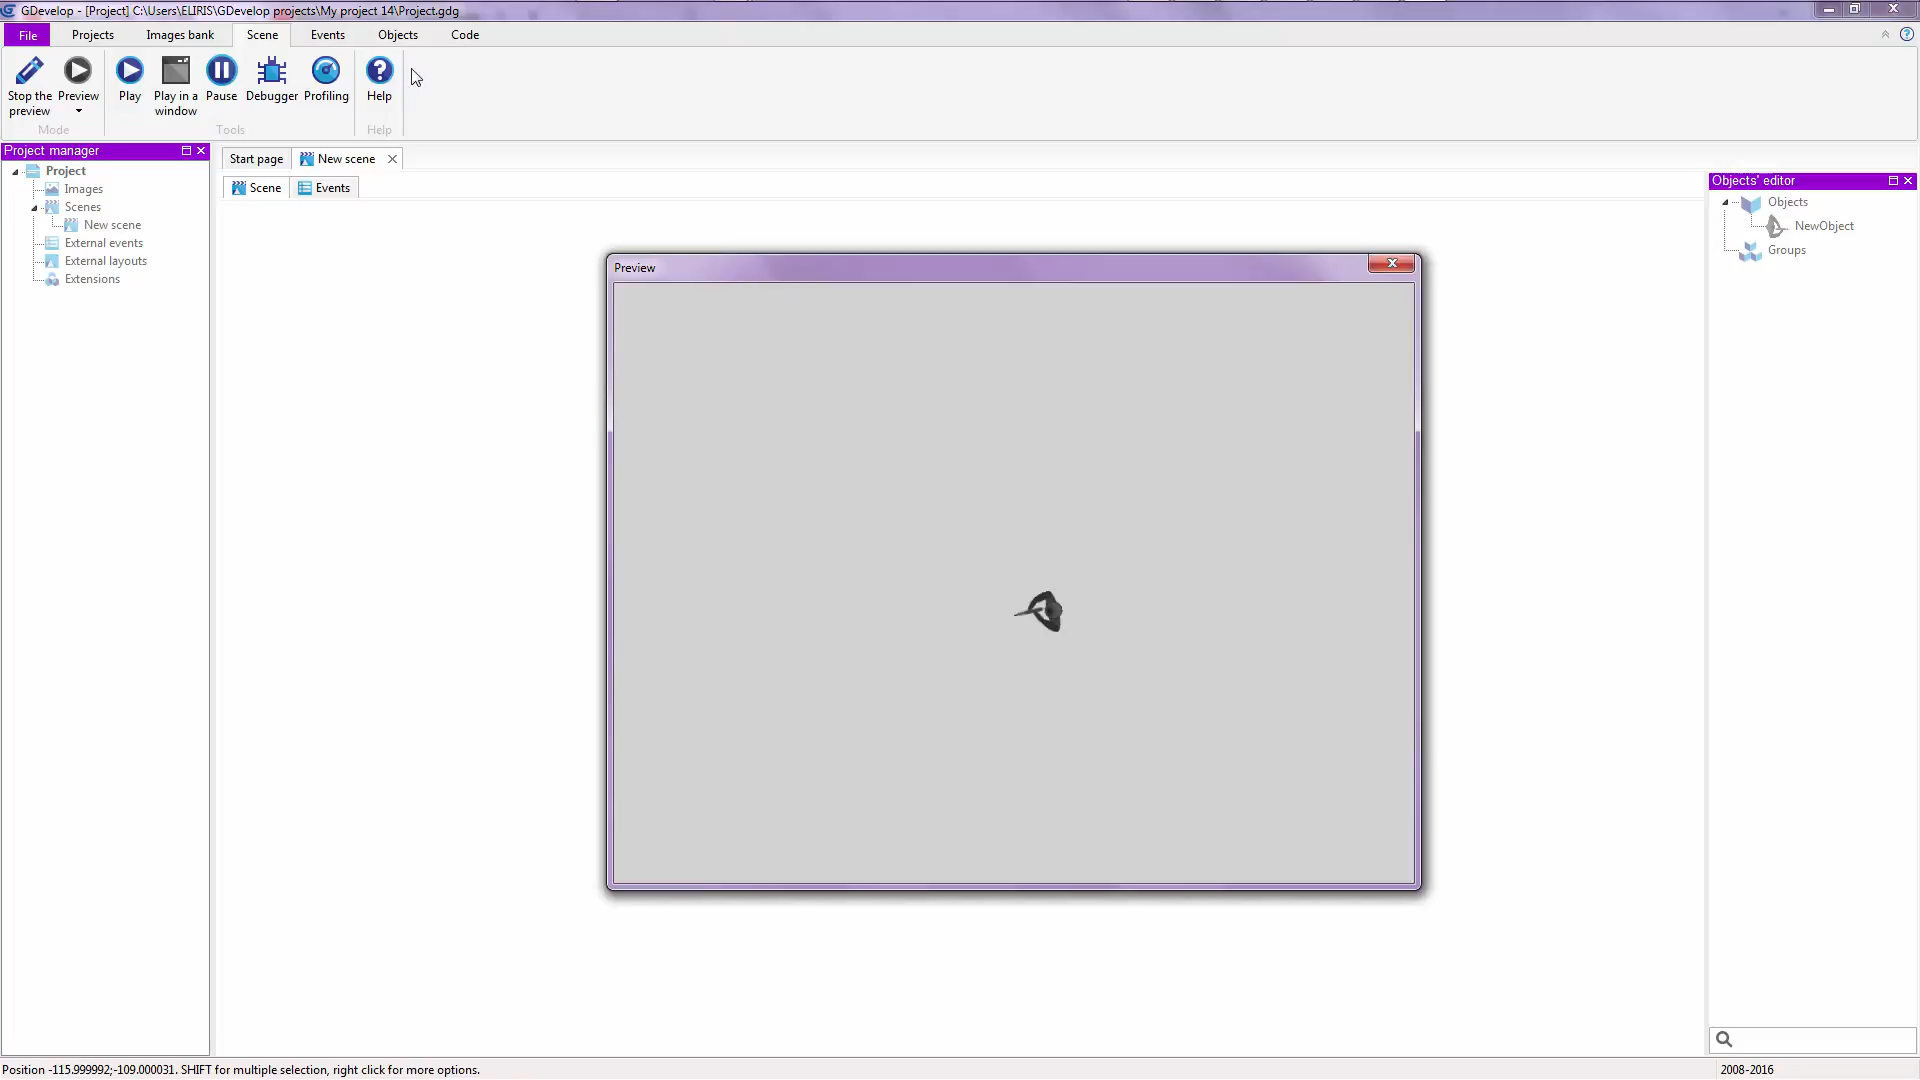 GDevelop - [Project] C:\Users\ELIRIS\GDevelop projects\My project 14\Project.gdg
File Projects Images bank Scene Events Objects Code
Stop the preview Preview Play Play in a window Pause Debugger Profiling Help
Mode Tools Help
Project manager
Project
Images
Scenes
New scene
External events
External layouts
Extensions
Start page New scene
Scene Events
Preview
Objects' editor
Objects
NewObject
Groups
Position -115.999992;-109.000031. SHIFT for multiple selection, right click for more options.
2008-2016